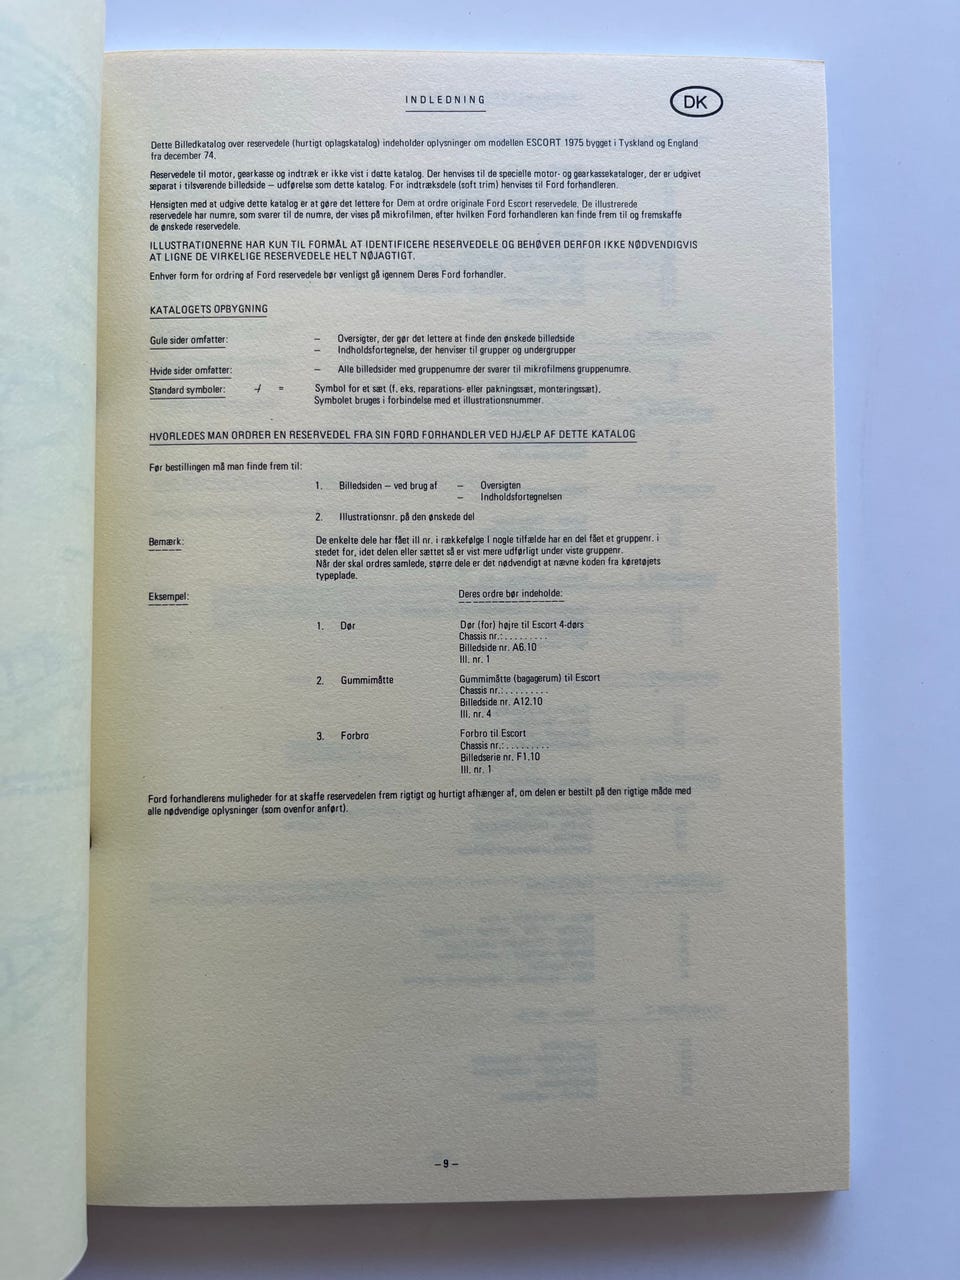 INDLEDNING
DK
Dette Billedkatalog over reservedele (hurtigt oplagskatalog) indeholder oplysninger om modellen ESCORT 1975 bygget i Tyskland og England
fra december 74.
Reservedele til motor, gearkasse og indtræk er ikke vist i dette katalog. Der henvises til de specielle motor- og gearkassekataloger, der er udgivet
separat i tilsvarende billedside – udførelse som dette katalog. For indtræksdele (soft trim) henvises til Ford forhandleren.
Hensigten med at udgive dette katalog er at gøre det lettere for Dem at ordre originale Ford Escort reservedele. De illustrerede
reservedele har numre, som svarer til de numre, der vises på mikrofilmen, efter hvilken Ford forhandleren kan finde frem til og fremskaffe
de ønskede reservedele.
ILLUSTRATIONERNE HAR KUN TIL FORMÅL AT IDENTIFICERE RESERVEDELE OG BEHØVER DERFOR IKKE NØDVENDIGVIS
AT LIGNE DE VIRKELIGE RESERVEDELE HELT NØJAGTIGT.
Enhver form for ordring af Ford reservedele bør venligst gå igennem Deres Ford forhandler.
KATALOGETS OPBYGNING
Gule sider omfatter: – Oversigter, der gør det lettere at finde den ønskede billedside
– Indholdsfortegnelse, der henviser til grupper og undergrupper
Hvide sider omfatter: – Alle billedsider med gruppenumre der svarer til mikrofilmens gruppenumre.
Standard symboler: -/ = Symbol for et sæt (f. eks. reparations- eller pakningssæt, monteringssæt).
Symbolet bruges i forbindelse med et illustrationsnummer.
HVORLEDES MAN ORDRER EN RESERVEDEL FRA SIN FORD FORHANDLER VED HJÆLP AF DETTE KATALOG
Før bestillingen må man finde frem til:
1. Billedsiden – ved brug af – Oversigten
– Indholdsfortegnelsen
2. Illustrationsnr. på den ønskede del
Bemærk: De enkelte dele har fået ill nr. i rækkefølge I nogle tilfælde har en del fået et gruppenr. i
stedet for, idet delen eller sættet så er vist mere udførligt under viste gruppenr.
Når der skal ordres samlede, større dele er det nødvendigt at nævne koden fra køretøjets
typeplade.
Eksempel: Deres ordre bør indeholde:
1. Dør Dør (for) højre til Escort 4-dørs
Chassis nr.: . . . . . . . . .
Billedside nr. A6.10
Ill. nr. 1
2. Gummimåtte Gummimåtte (bagagerum) til Escort
Chassis nr.: . . . . . . . . .
Billedside nr. A12.10
Ill. nr. 4
3. Forbro Forbro til Escort
Chassis nr.: . . . . . . . . .
Billedserie nr. F1.10
Ill. nr. 1
Ford forhandlerens muligheder for at skaffe reservedelen frem rigtigt og hurtigt afhænger af, om delen er bestilt på den rigtige måde med
alle nødvendige oplysninger (som ovenfor anført).
– 9 –